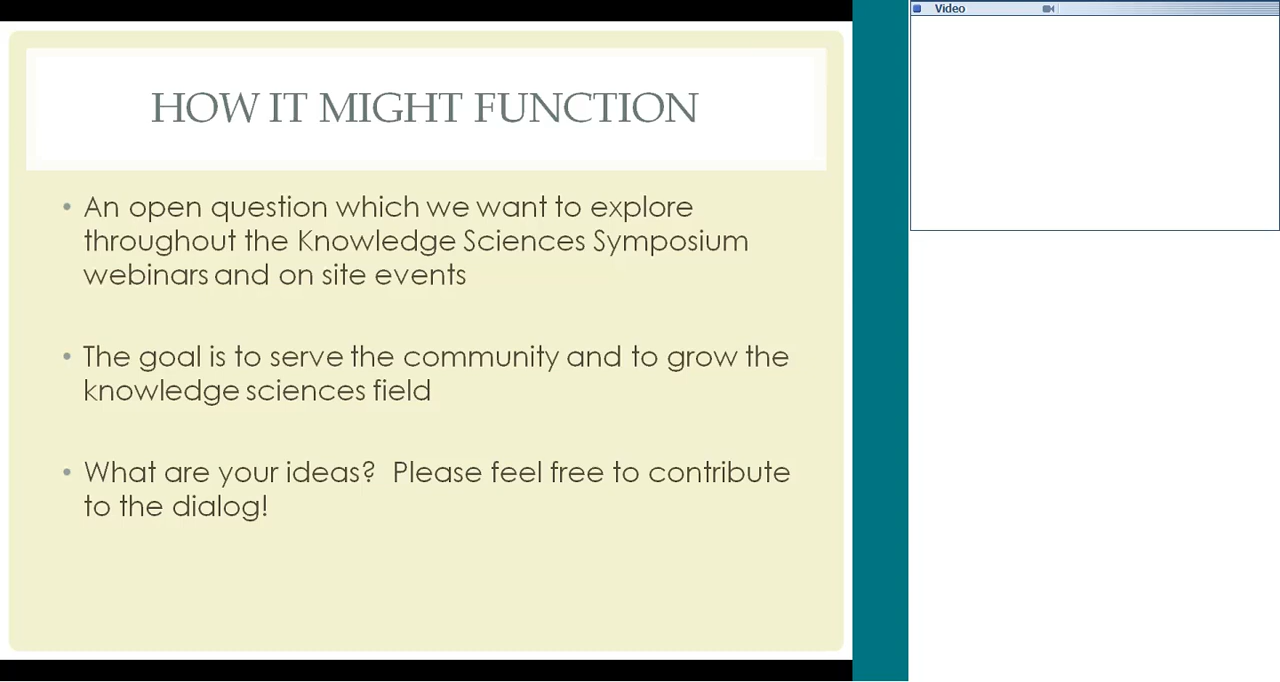 Video
HOW IT MIGHT FUNCTION
• An open question which we want to explore
throughout the Knowledge Sciences Symposium
webinars and on site events
• The goal is to serve the community and to grow the
knowledge sciences field
• What are your ideas?  Please feel free to contribute
to the dialog!